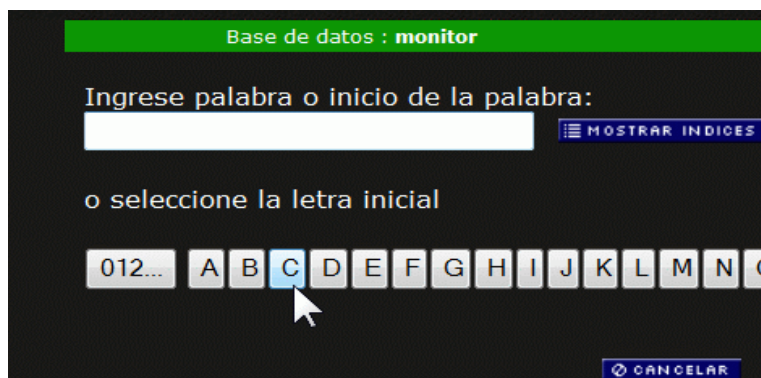 Base de datos : monitor
Ingrese palabra o inicio de la palabra:
MOSTRAR INDICES
o seleccione la letra inicial
012... A B C D E F G H I J K L M N
CANCELAR